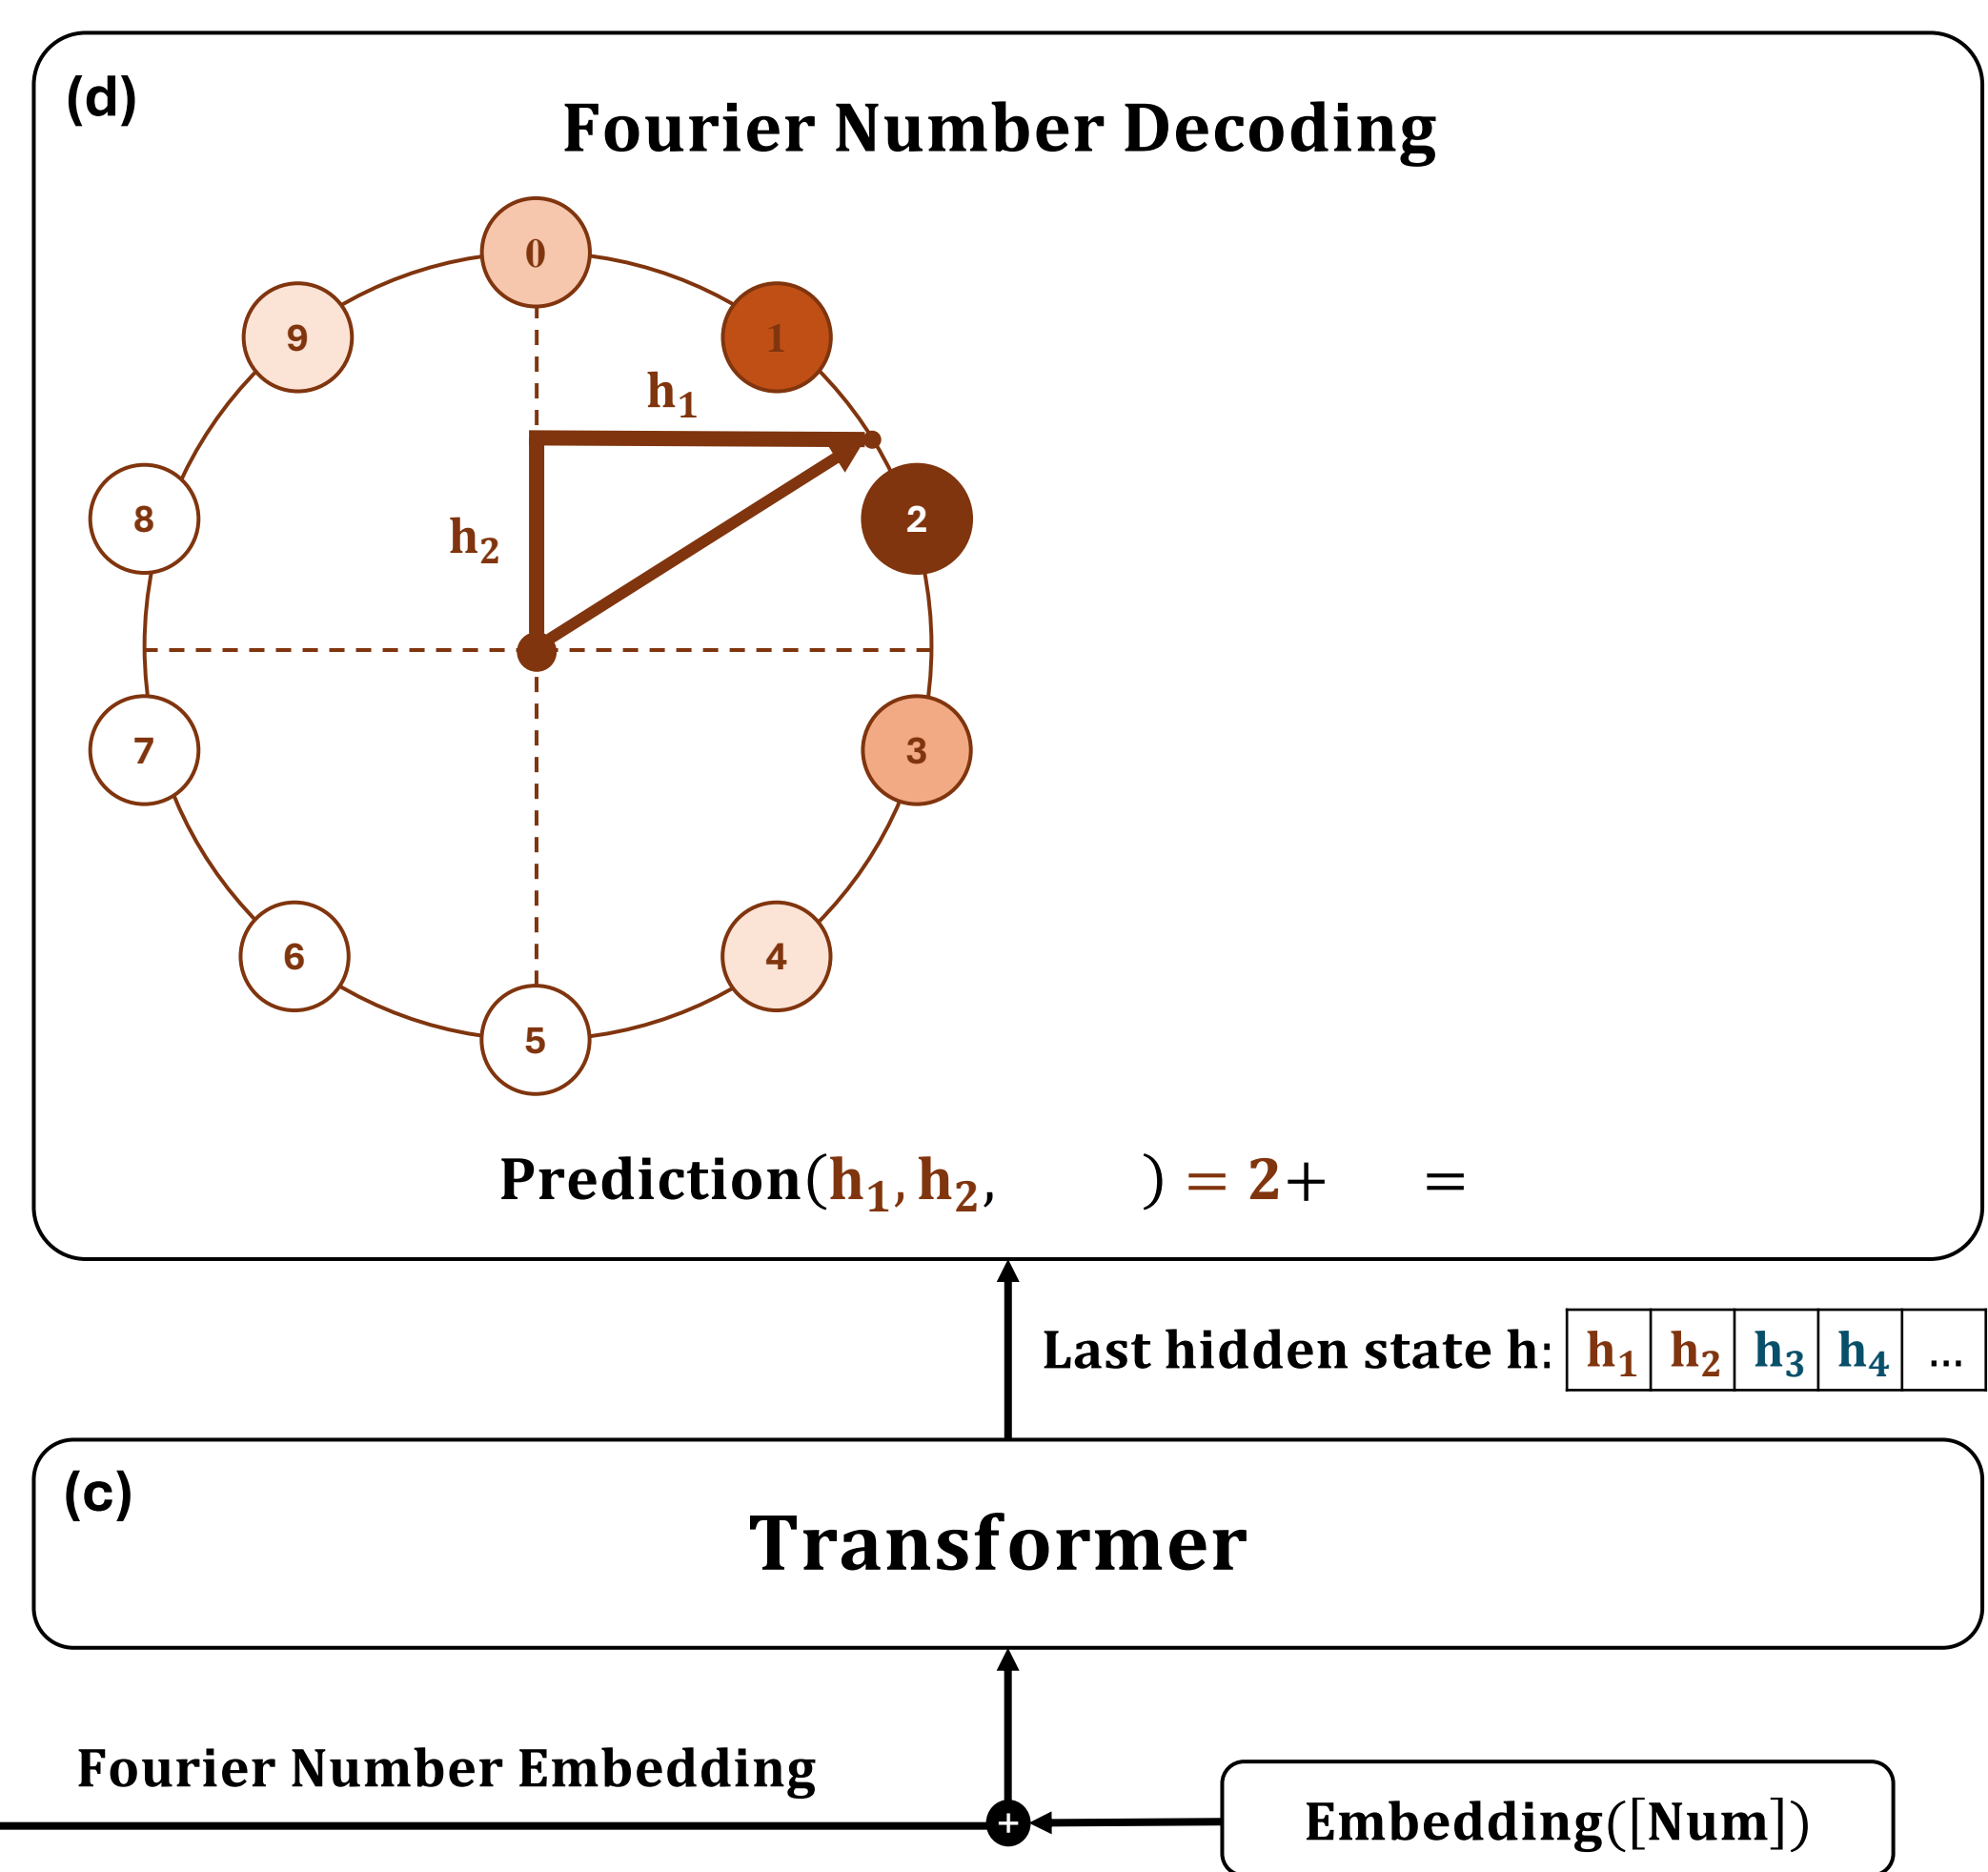 (d)
Fourier Number Decoding
0
9
1
h₁
8
h₂
2
7
3
6
4
5
Prediction(h₁, h₂, ) = 2+ =
Last hidden state h: h₁ h₂ h₃ h₄ ...
(c)
Transformer
Fourier Number Embedding
+
Embedding([Num])